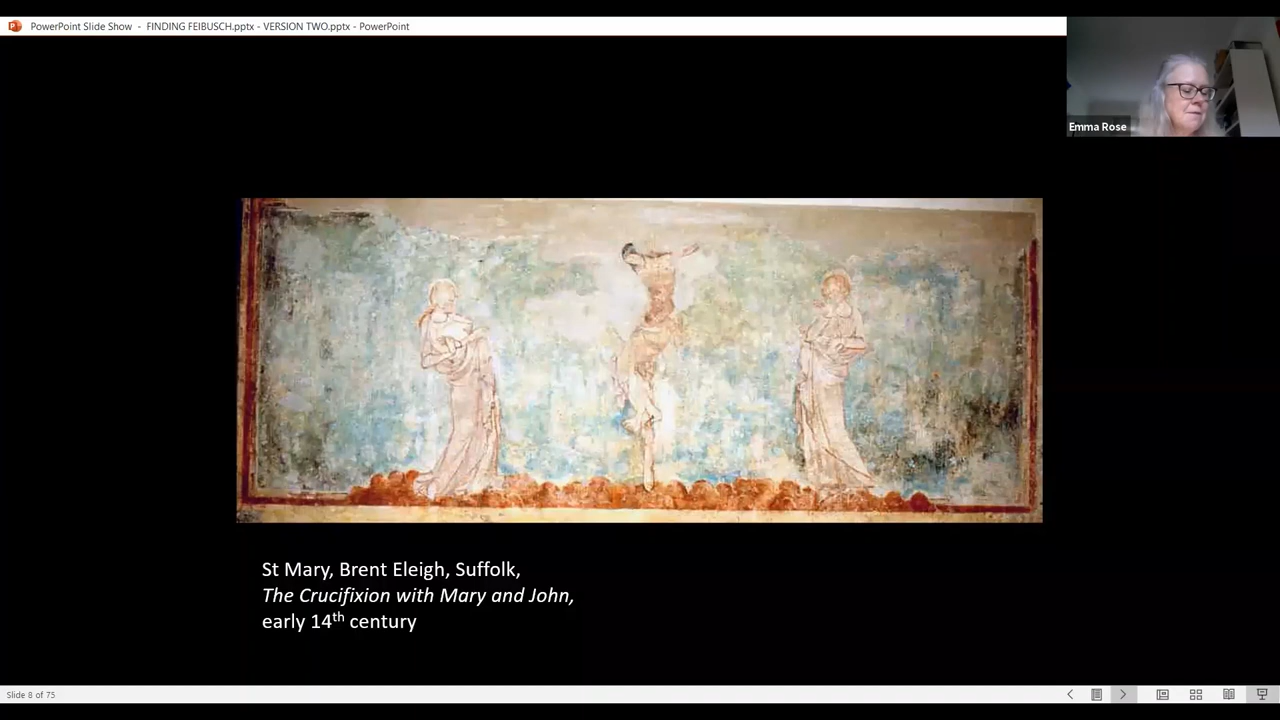 PowerPoint Slide Show - FINDING FEIBUSCH.pptx - VERSION TWO.pptx - PowerPoint
Emma Rose
St Mary, Brent Eleigh, Suffolk,
The Crucifixion with Mary and John,
early 14th century
Slide 8 of 75